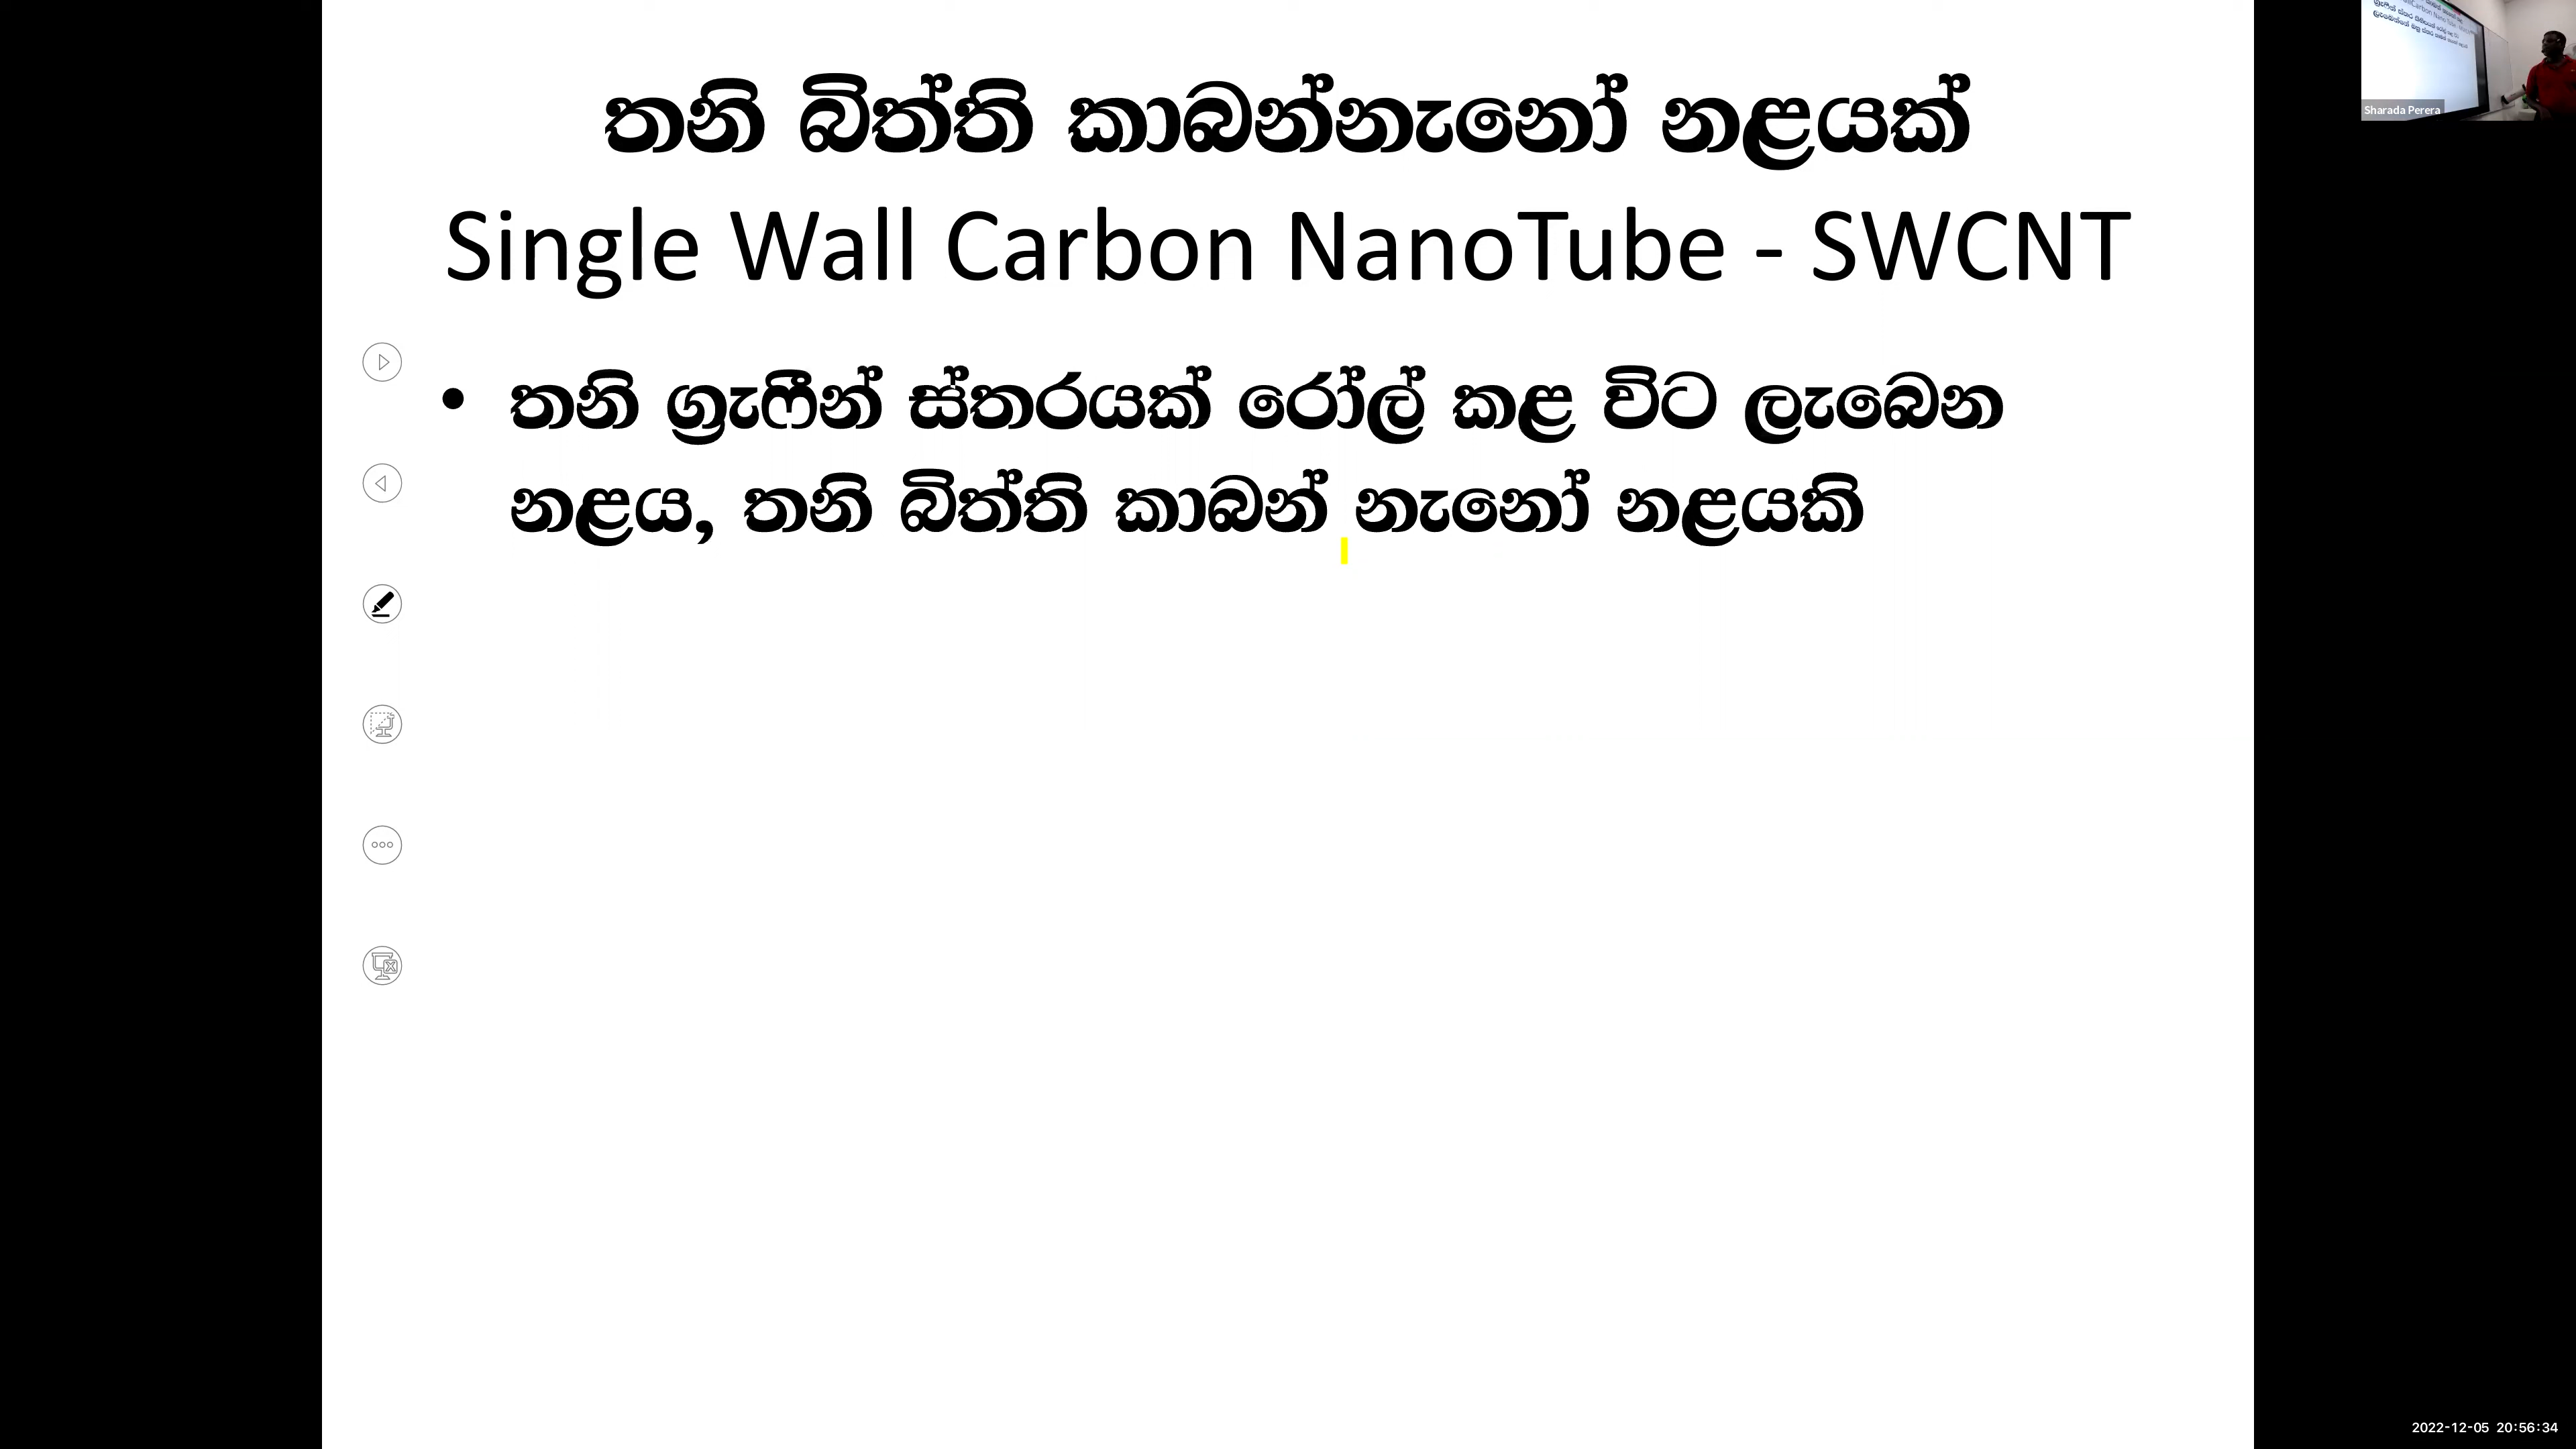 තනි බිත්ති කාබන්නැනෝ නළයක්
Single Wall Carbon NanoTube - SWCNT
• තනි ග්‍රැෆීන් ස්තරයක් රෝල් කළ විට ලැබෙන
නළය, තනි බිත්ති කාබන් නැනෝ නළයකි
Sharada Perera
2022-12-05 20:56:34